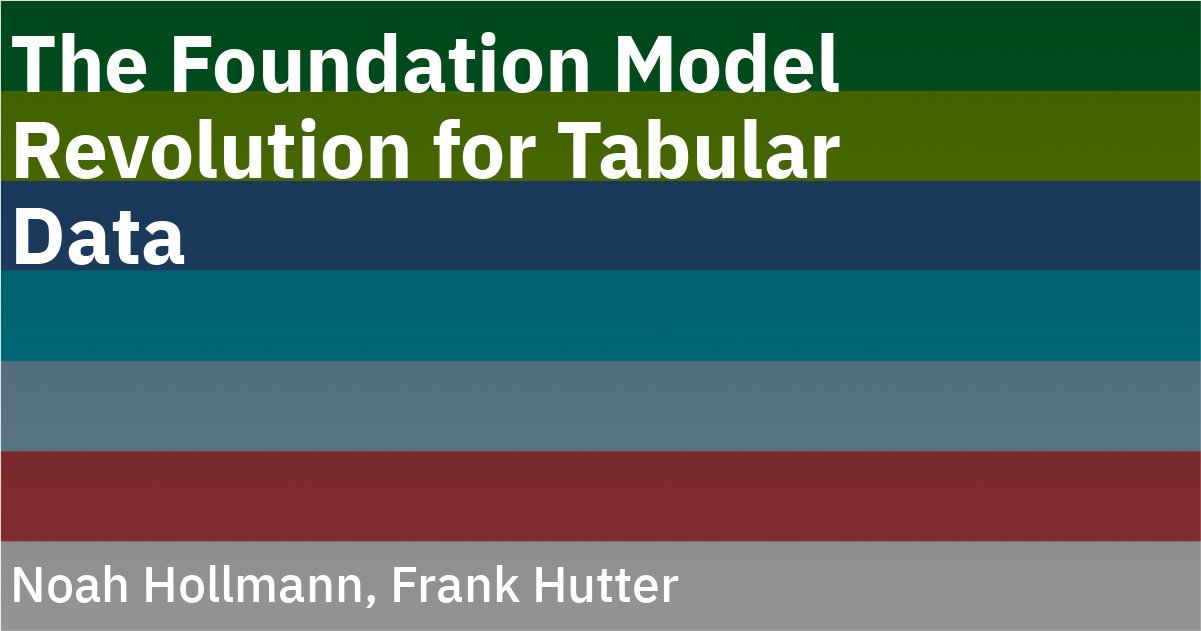 The Foundation Model
Revolution for Tabular
Data
Noah Hollmann, Frank Hutter